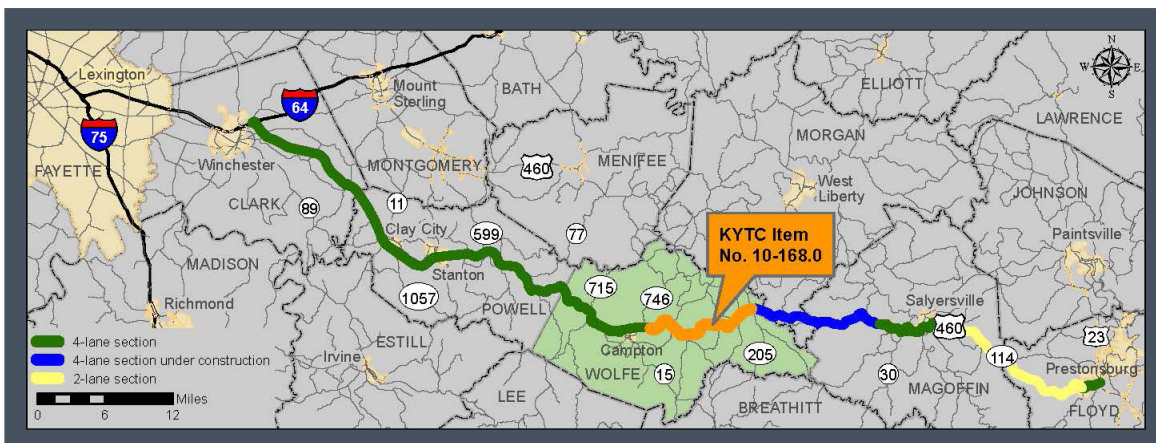 Lexington
75
FAYETTE
Winchester
64
Mount
Sterling
BATH
CLARK
MONTGOMERY
460
MENIFEE
ELLIOTT
MORGAN
LAWRENCE
N
W
E
S
JOHNSON
West
Liberty
Paintsville
89
11
Clay City
599
77
Stanton
MADISON
Richmond
1057
POWELL
715
746
KYTC Item
No. 10-168.0
Salyersville
460
23
114
Prestonsburg
Irvine
ESTILL
Campton
WOLFE
15
205
30
LEE
BREATHITT
MAGOFFIN
FLOYD
4-lane section
4-lane section under construction
2-lane section
Miles
0 6 12